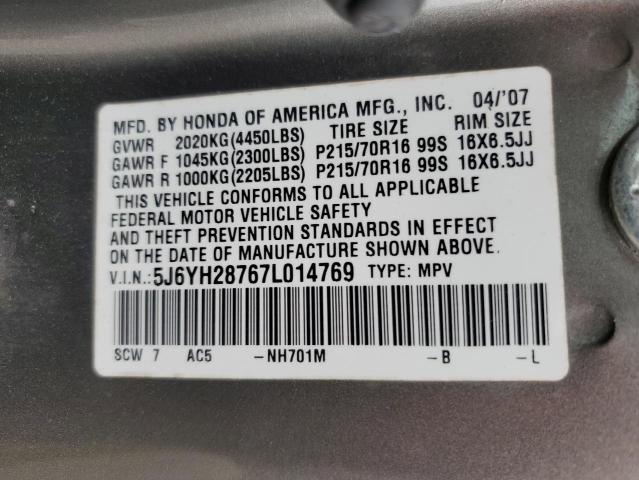 MFD. BY HONDA OF AMERICA MFG., INC. 04/'07
GVWR 2020KG(4450LBS) TIRE SIZE RIM SIZE
GAWR F 1045KG(2300LBS) P215/70R16 99S 16X6.5JJ
GAWR R 1000KG(2205LBS) P215/70R16 99S 16X6.5JJ
THIS VEHICLE CONFORMS TO ALL APPLICABLE
FEDERAL MOTOR VEHICLE SAFETY
AND THEFT PREVENTION STANDARDS IN EFFECT
ON THE DATE OF MANUFACTURE SHOWN ABOVE.
V.I.N.: 5J6YH28767L014769 TYPE: MPV
SCW 7 AC5 -NH701M -B -L